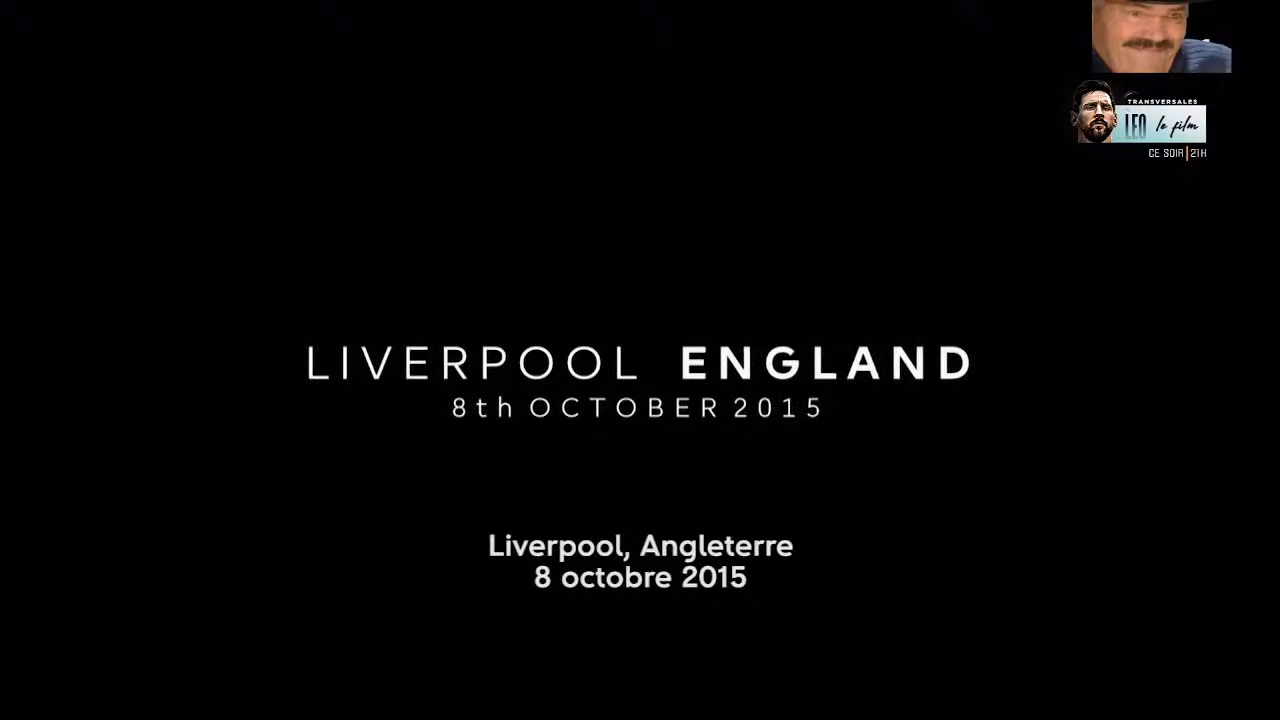 TRANSVERSALES
LEO le film
CE SOIR 21H
LIVERPOOL ENGLAND
8th OCTOBER 2015
Liverpool, Angleterre
8 octobre 2015